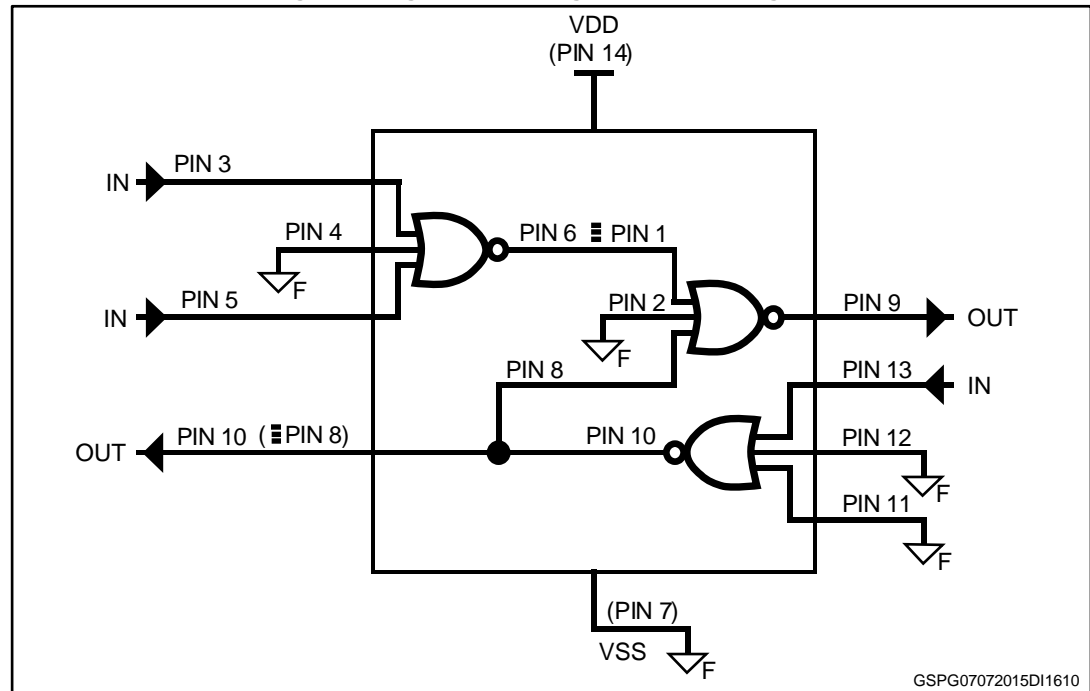 VDD
(PIN 14)
IN
PIN 3
PIN 4
F
PIN 6 ≣ PIN 1
IN
PIN 5
PIN 2
F
PIN 9
OUT
PIN 8
PIN 13
IN
OUT
PIN 10 (≣PIN 8)
PIN 10
PIN 12
F
PIN 11
F
(PIN 7)
VSS
F
GSPG07072015DI1610